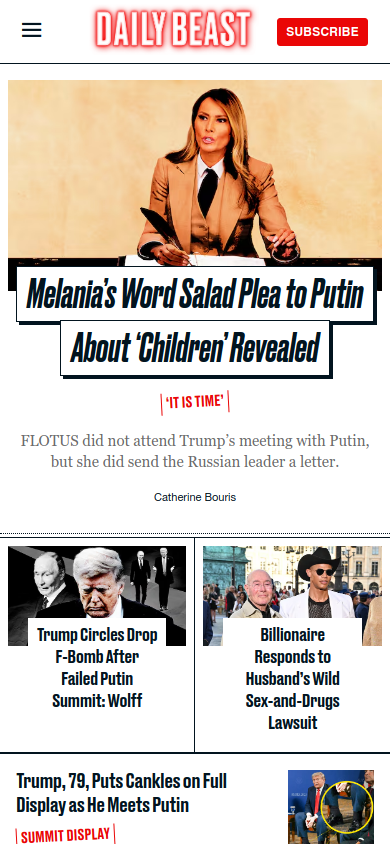 DAILY BEAST
SUBSCRIBE
Melania’s Word Salad Plea to Putin
About ‘Children’ Revealed
‘IT IS TIME’
FLOTUS did not attend Trump’s meeting with Putin,
but she did send the Russian leader a letter.
Catherine Bouris
Trump Circles Drop
F-Bomb After
Failed Putin
Summit: Wolff
Billionaire
Responds to
Husband’s Wild
Sex-and-Drugs
Lawsuit
Trump, 79, Puts Cankles on Full
Display as He Meets Putin
SUMMIT DISPLAY